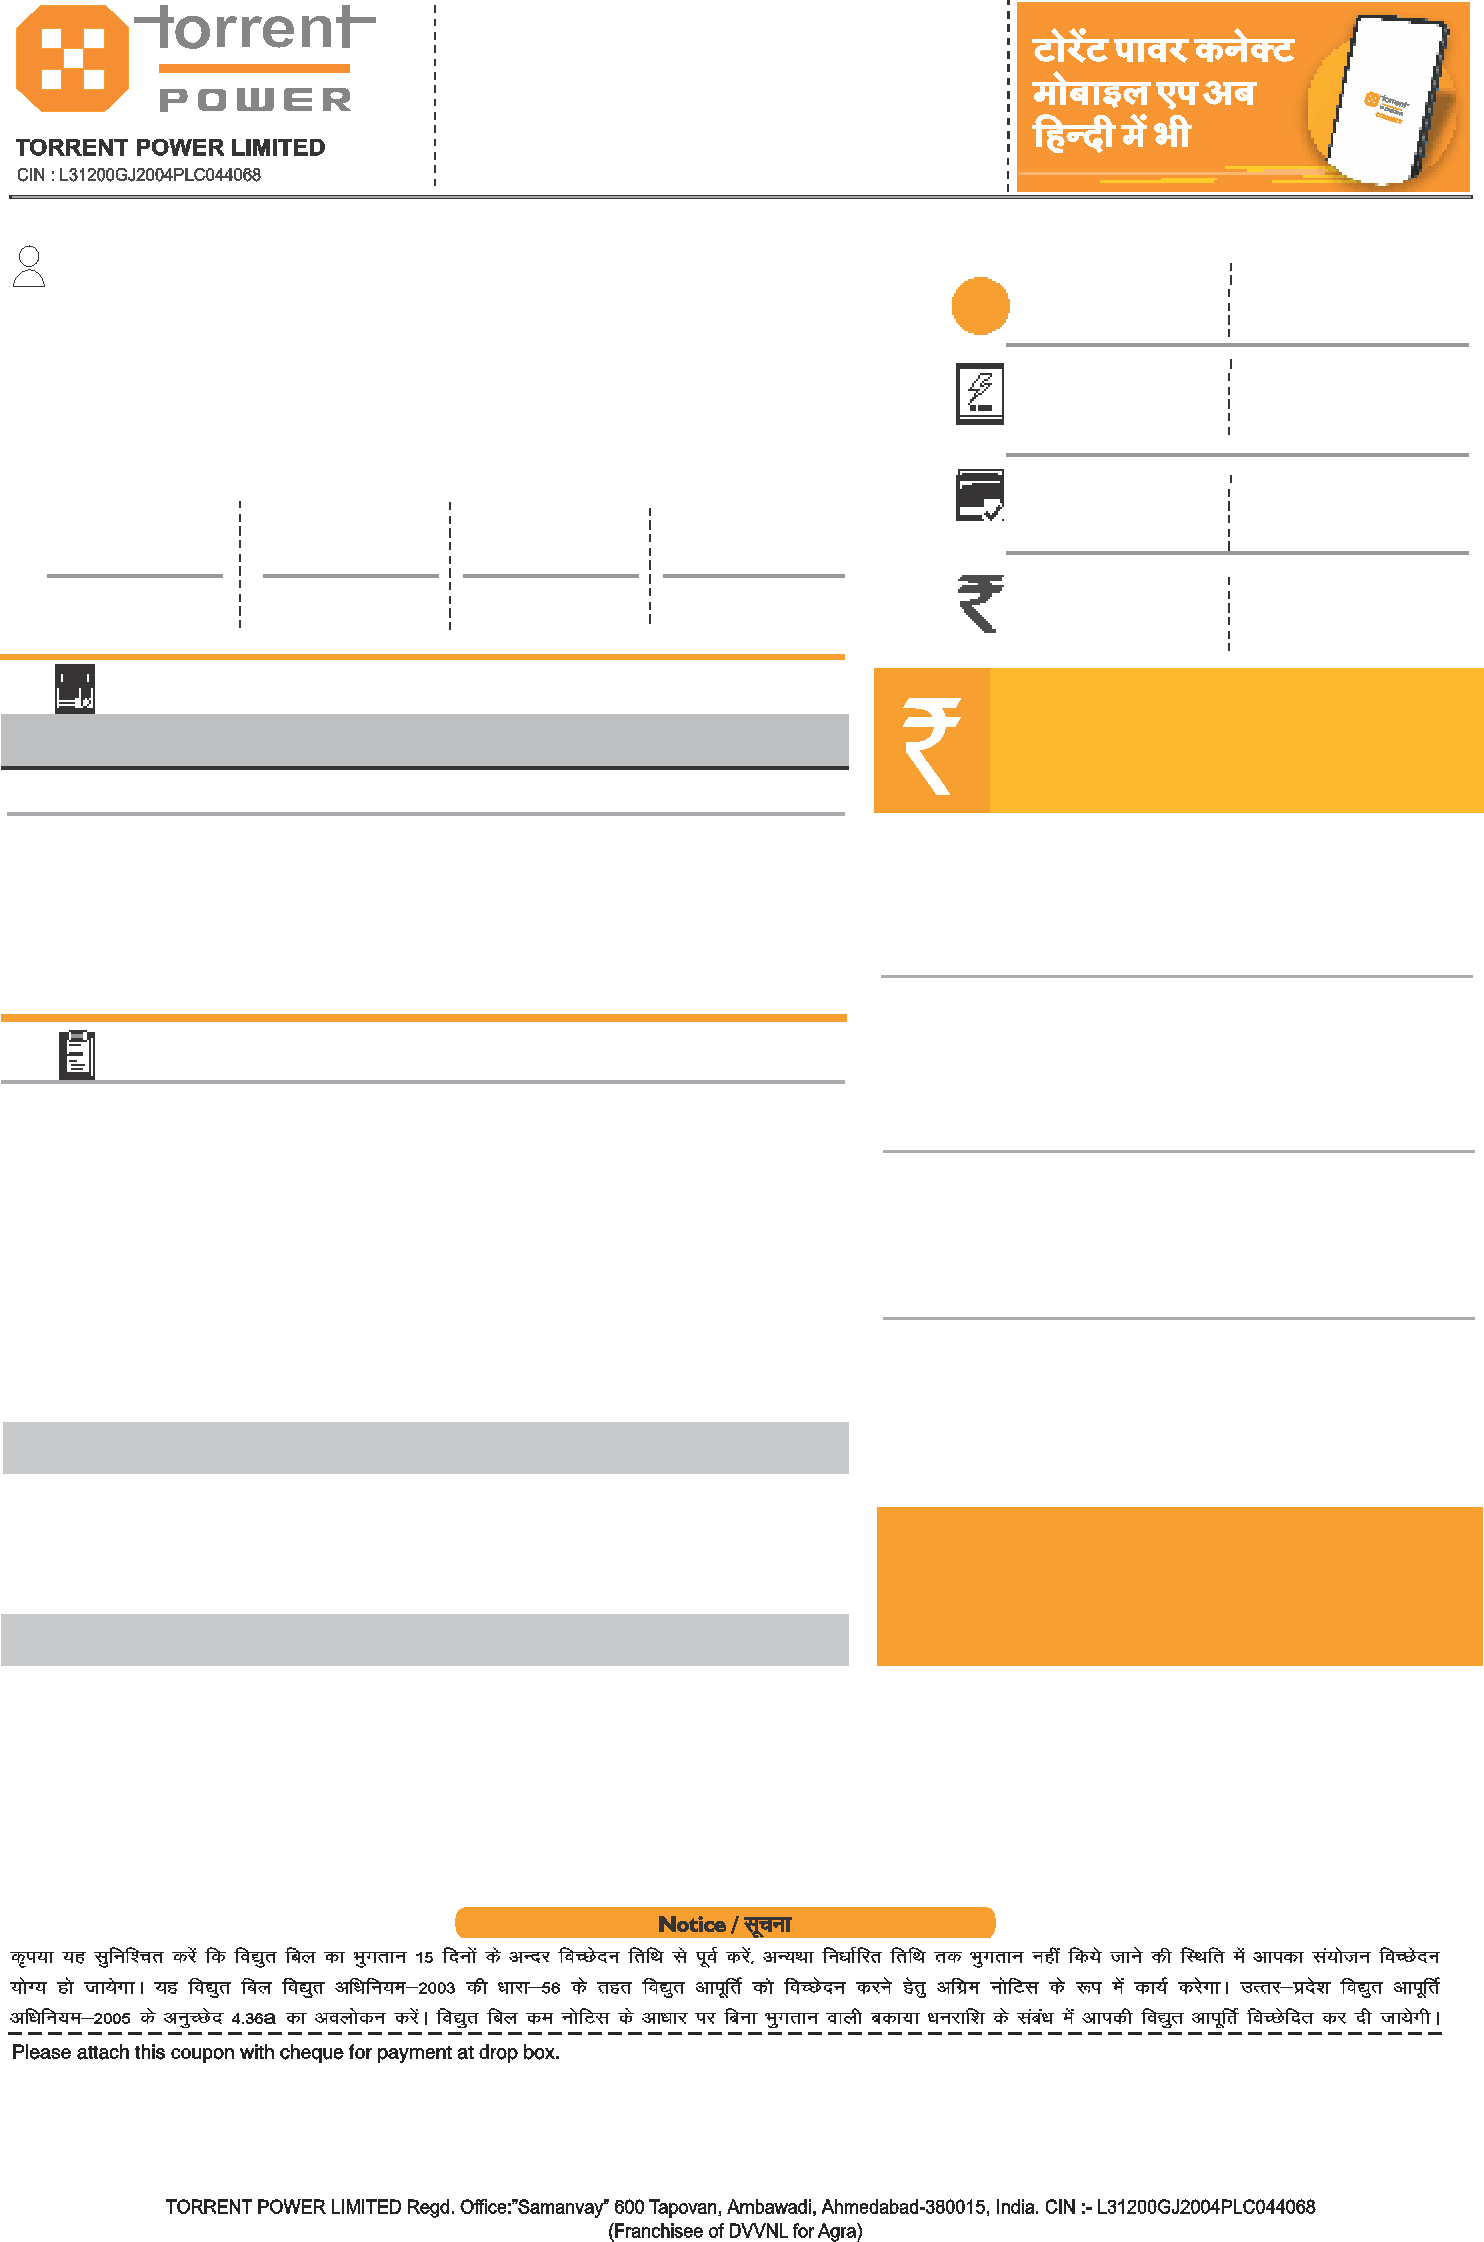 torrent
POWER
TORRENT POWER LIMITED
CIN : L31200GJ2004PLC044068
टोरेंट पावर कनेक्ट
मोबाइल एप अब
हिन्दी में भी
torrent
POWER
CONNECT
Notice / सूचना
कृपया यह सुनिश्चित करें कि विद्युत बिल का भुगतान 15 दिनों के अन्दर विच्छेदन तिथि से पूर्व करें, अन्यथा निर्धारित तिथि तक भुगतान नहीं किये जाने की स्थिति में आपका संयोजन विच्छेदन
योग्य हो जायेगा। यह विद्युत बिल विद्युत अधिनियम–2003 की धारा–56 के तहत विद्युत आपूर्ति को विच्छेदन करने हेतु अग्रिम नोटिस के रूप में कार्य करेगा। उत्तर–प्रदेश विद्युत आपूर्ति
अधिनियम–2005 के अनुच्छेद 4.36a का अवलोकन करें। विद्युत बिल कम नोटिस के आधार पर बिना भुगतान वाली बकाया धनराशि के संबंध में आपकी विद्युत आपूर्ति विच्छेदित कर दी जायेगी।
Please attach this coupon with cheque for payment at drop box.
TORRENT POWER LIMITED Regd. Office:"Samanvay" 600 Tapovan, Ambawadi, Ahmedabad-380015, India. CIN :- L31200GJ2004PLC044068
(Franchisee of DVVNL for Agra)